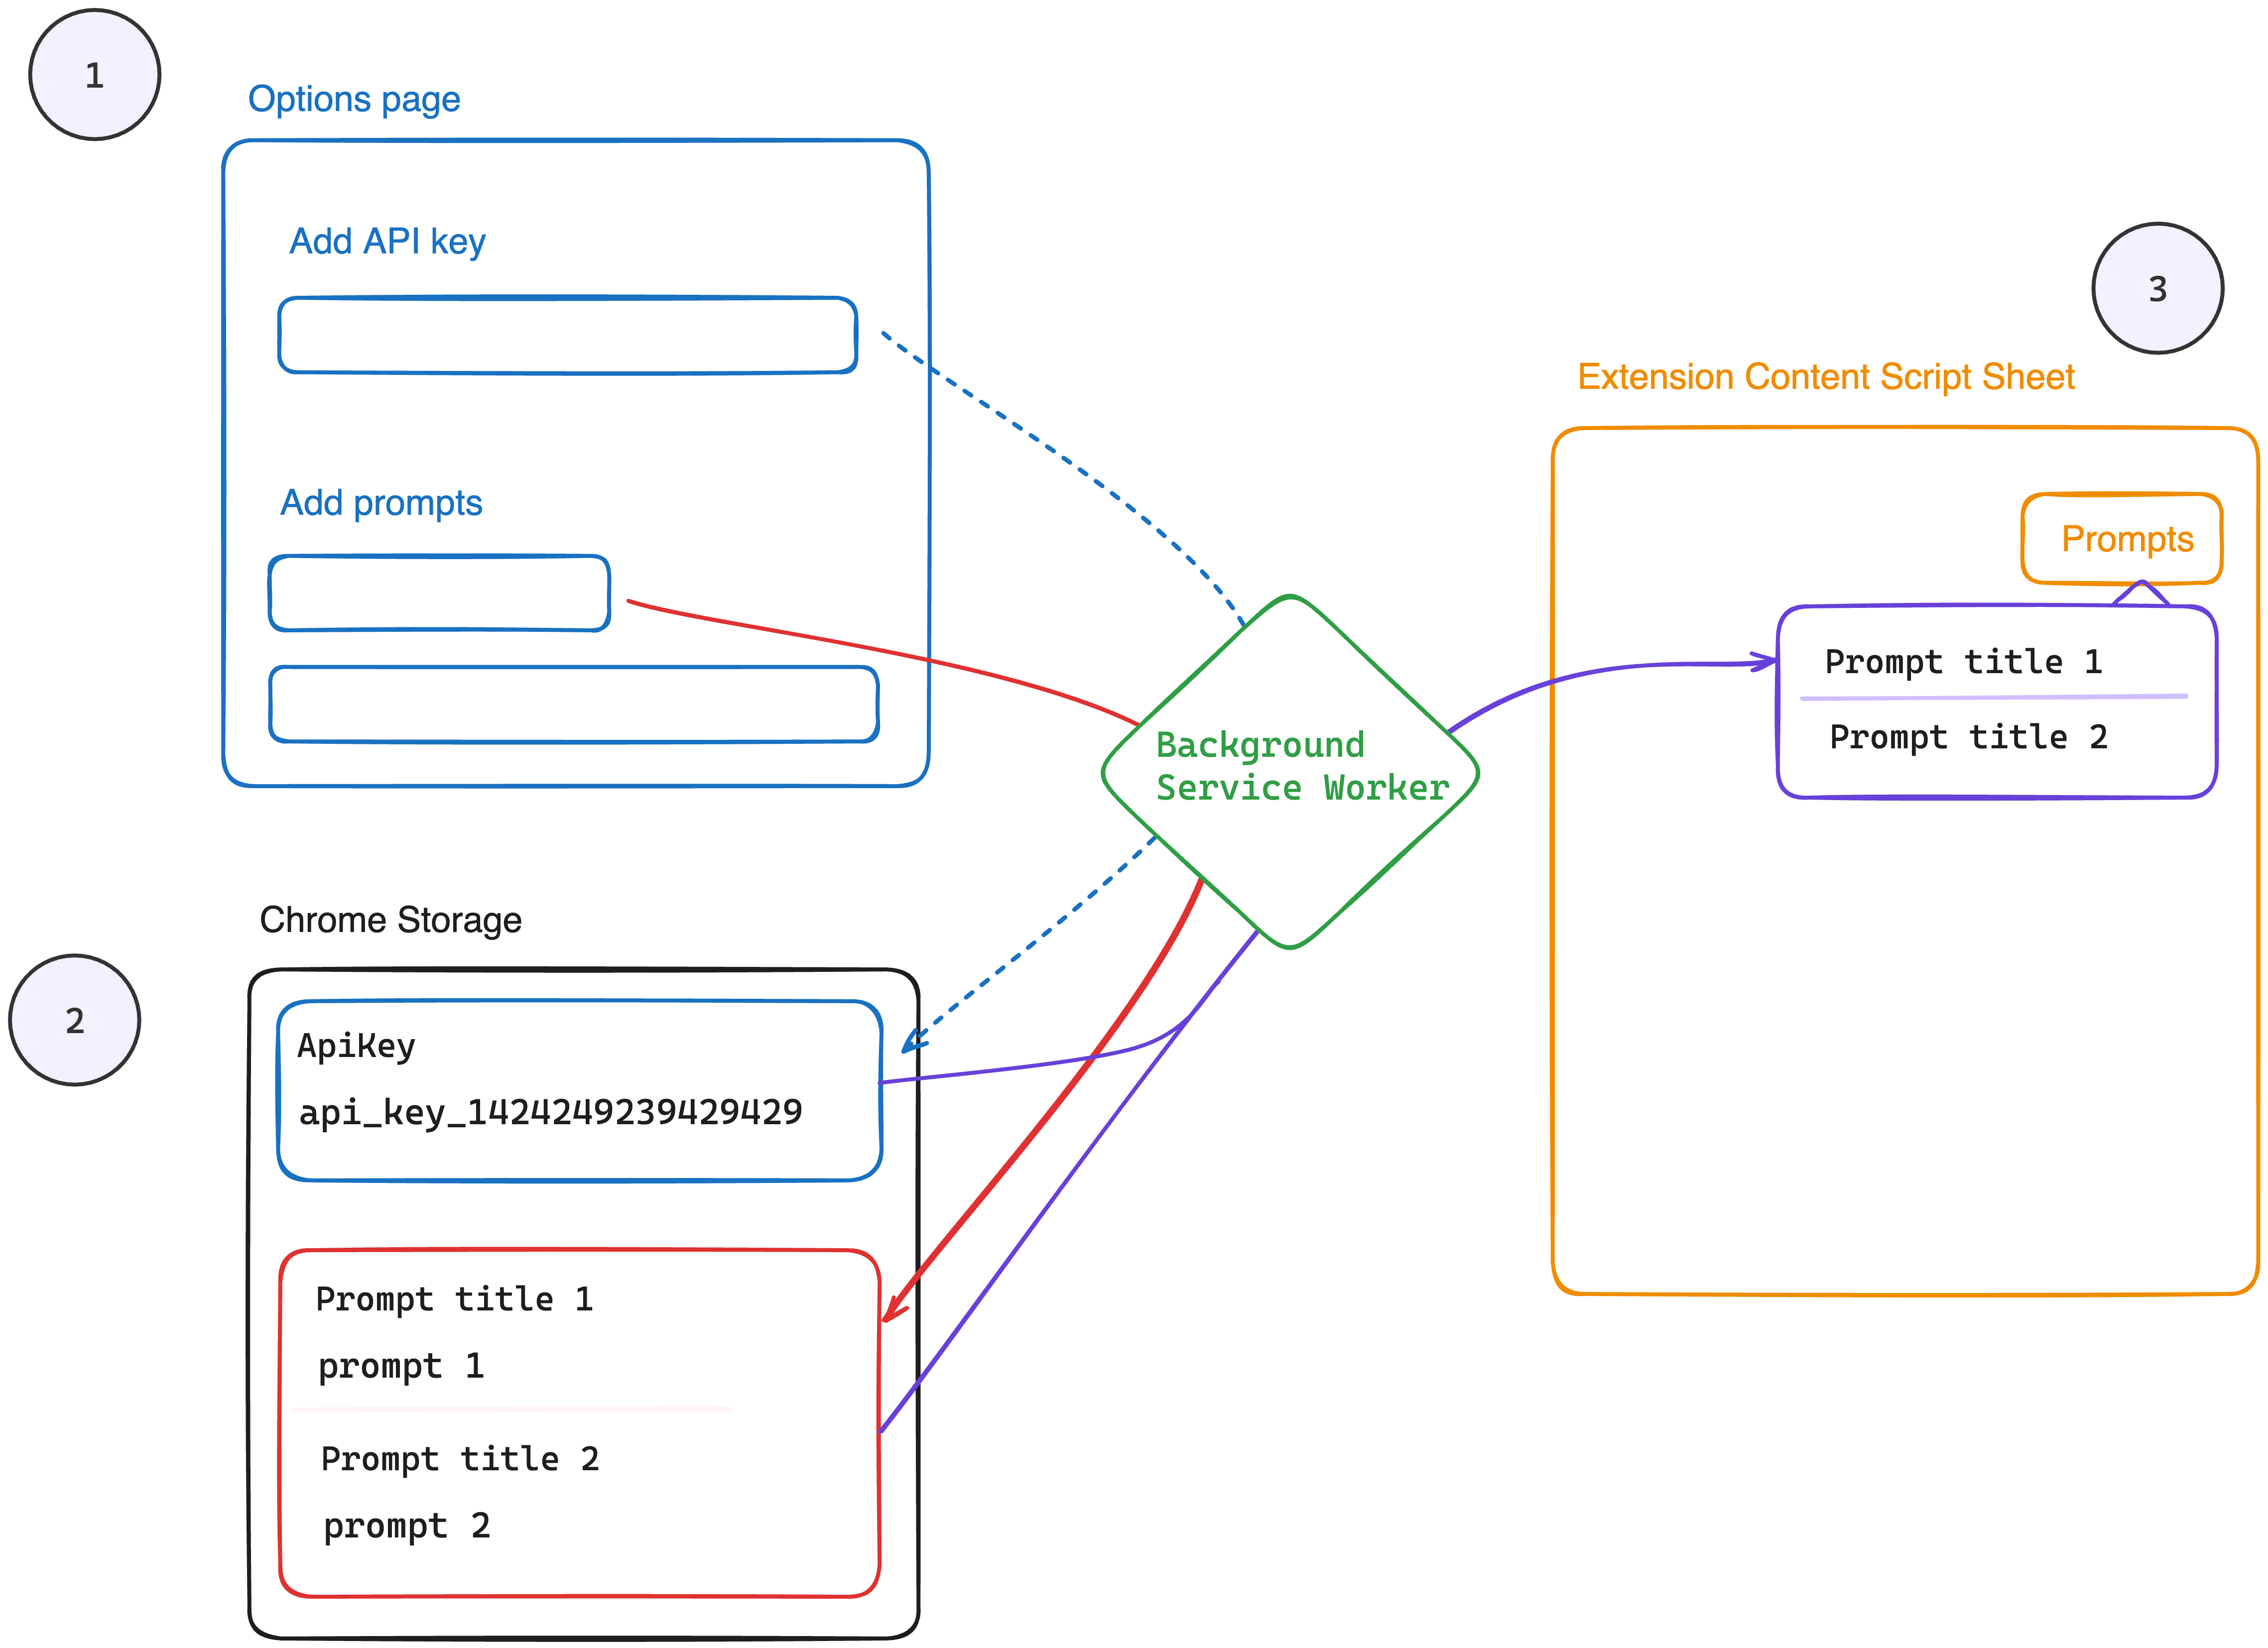 1
Options page
Add API key
Add prompts
Background
Service Worker
3
Extension Content Script Sheet
Prompts
Prompt title 1
Prompt title 2
2
Chrome Storage
ApiKey
api_key_1424249239429429
Prompt title 1
prompt 1
Prompt title 2
prompt 2